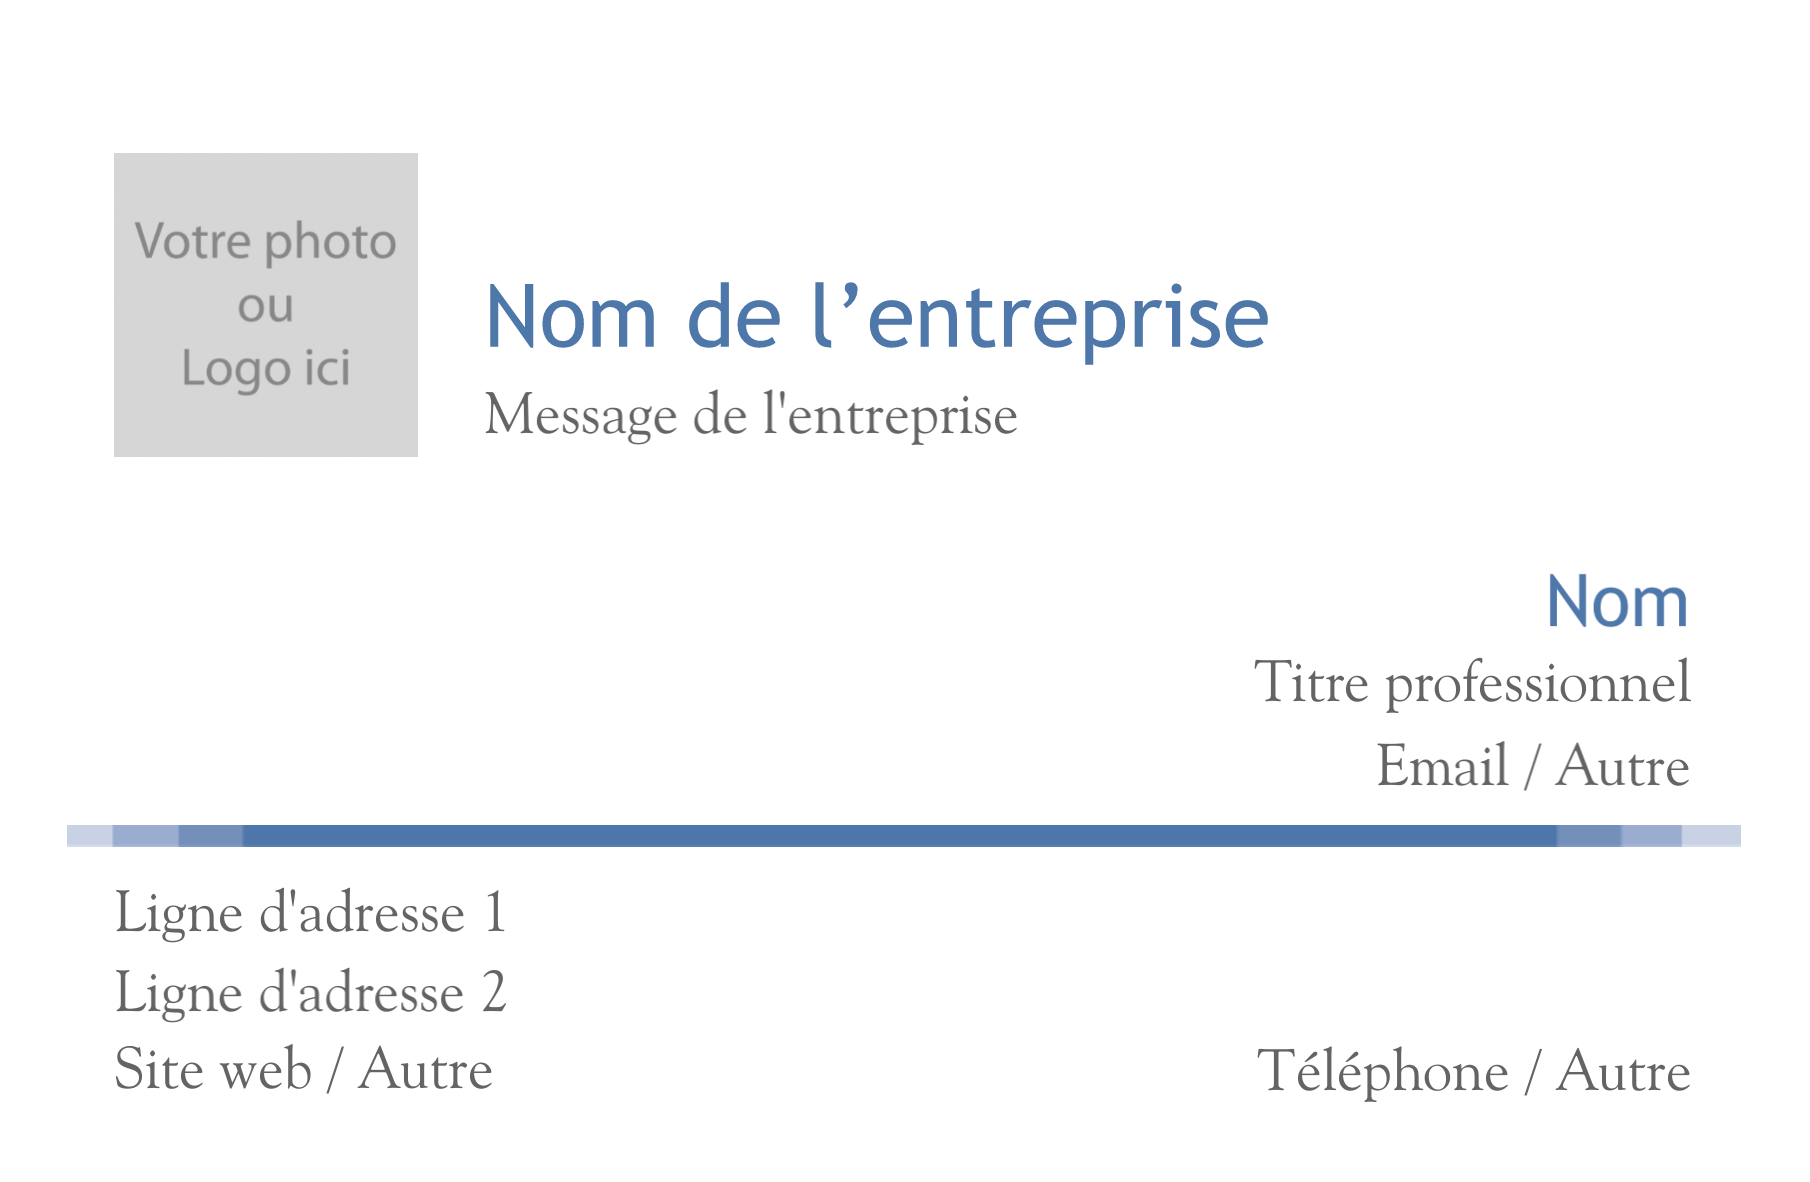 Votre photo
ou
Logo ici
Nom de l’entreprise
Message de l'entreprise
Nom
Titre professionnel
Email / Autre
Ligne d'adresse 1
Ligne d'adresse 2
Site web / Autre
Téléphone / Autre